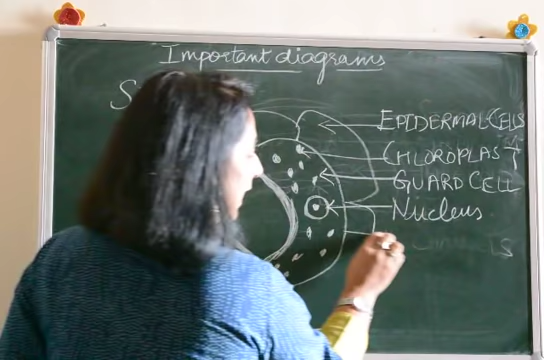 Important diagrams
S
EPIDERMAL CELLS
CHLOROPLAST
GUARD CELL
Nucleus